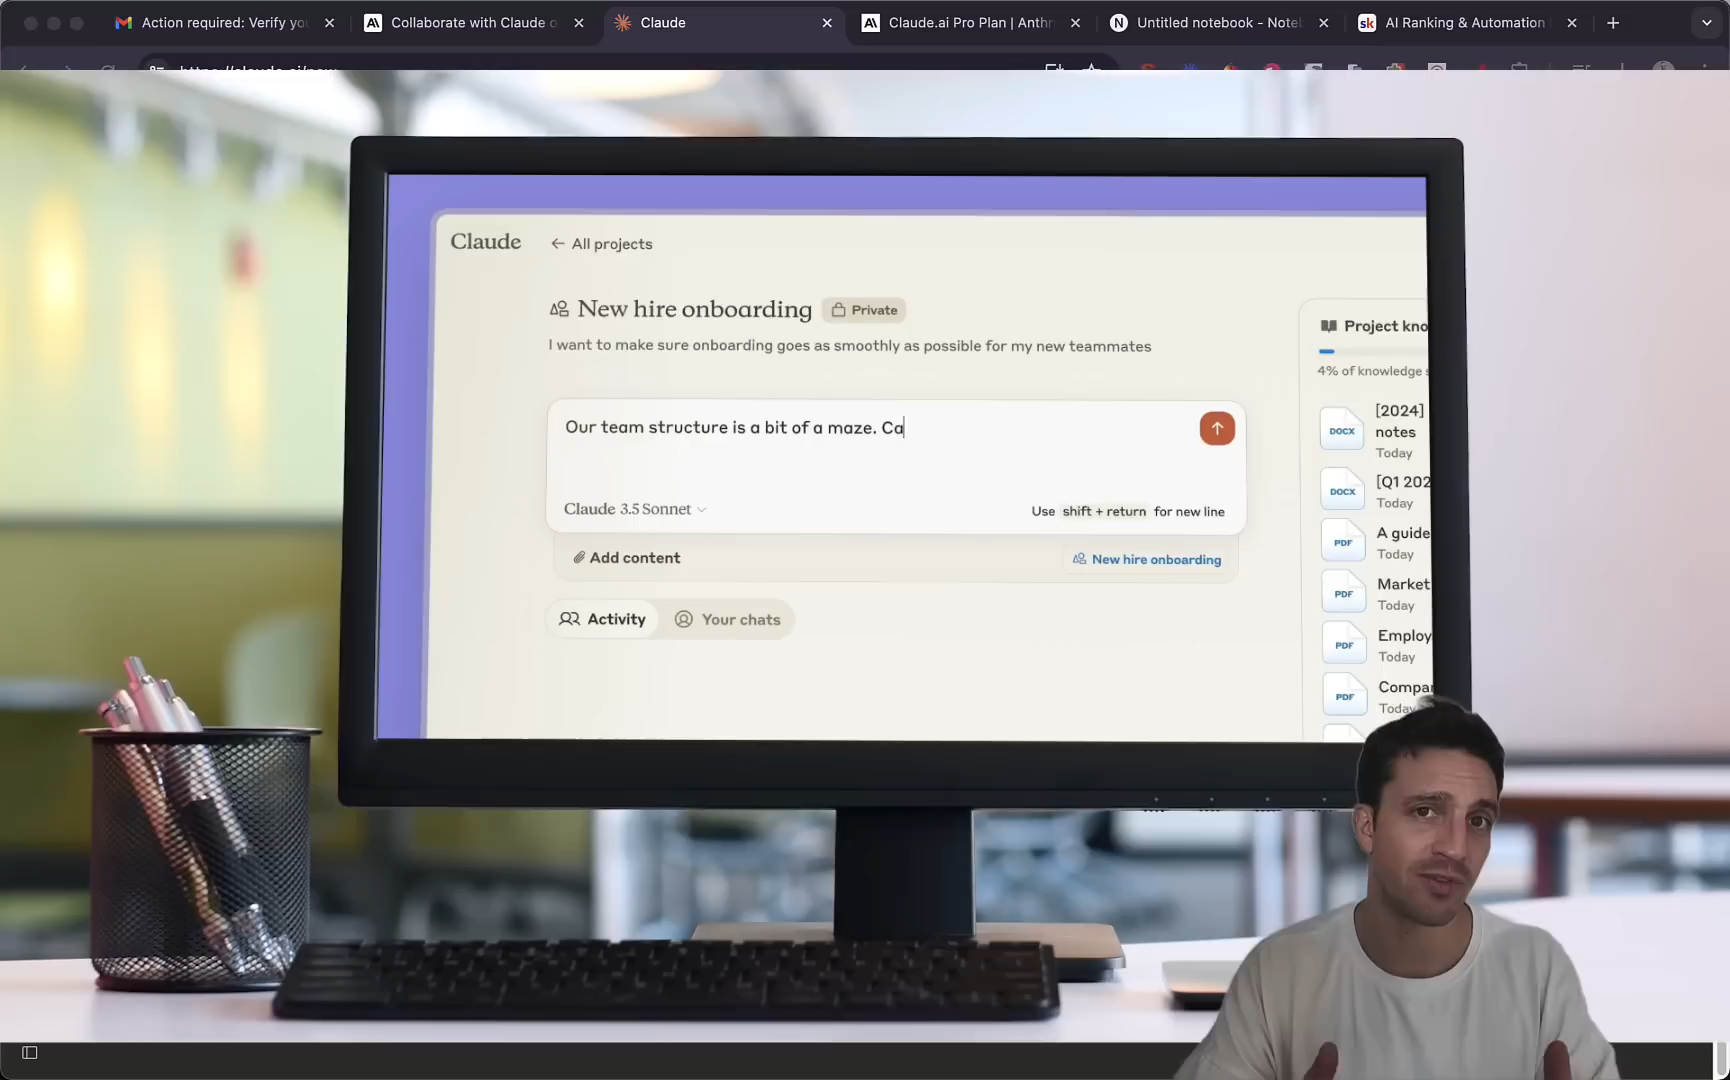 Action required: Verify you
Collaborate with Claude o
Claude
Claude.ai Pro Plan | Anthr
Untitled notebook - Noteb
AI Ranking & Automation
Claude
All projects
New hire onboarding
Private
I want to make sure onboarding goes as smoothly as possible for my new teammates
Our team structure is a bit of a maze. Ca
Claude 3.5 Sonnet
Use shift + return for new line
Add content
New hire onboarding
Activity
Your chats
Project kno
4% of knowledge s
DOCX
[2024]
notes
Today
DOCX
[Q1 202
Today
PDF
A guide
Today
PDF
Market
Today
PDF
Employ
Today
PDF
Compan
Today